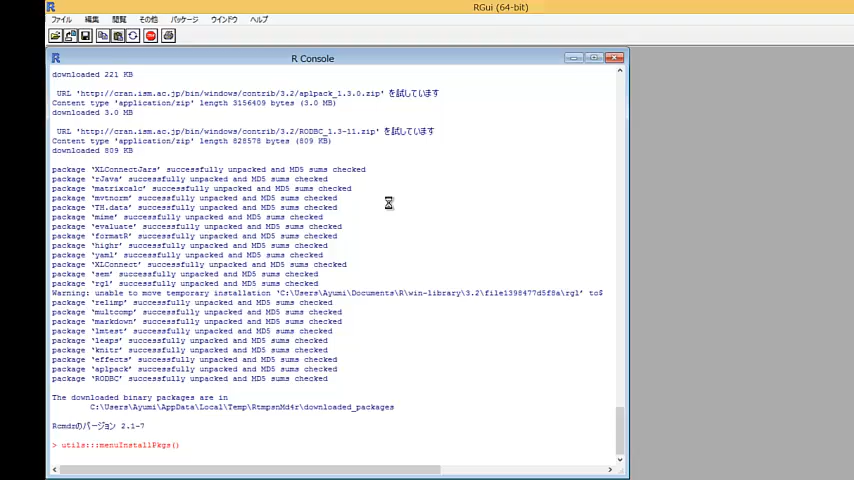 RGui (64-bit)
ファイル 編集 閲覧 その他 パッケージ ウインドウ ヘルプ
R Console
downloaded 221 KB
URL 'http://cran.ism.ac.jp/bin/windows/contrib/3.2/aplpack_1.3.0.zip' を試しています
Content type 'application/zip' length 3156409 bytes (3.0 MB)
downloaded 3.0 MB
URL 'http://cran.ism.ac.jp/bin/windows/contrib/3.2/RODBC_1.3-11.zip' を試しています
Content type 'application/zip' length 828578 bytes (809 KB)
downloaded 809 KB
package ‘XLConnectJars’ successfully unpacked and MD5 sums checked
package ‘rJava’ successfully unpacked and MD5 sums checked
package ‘matrixcalc’ successfully unpacked and MD5 sums checked
package ‘mvtnorm’ successfully unpacked and MD5 sums checked
package ‘TH.data’ successfully unpacked and MD5 sums checked
package ‘mime’ successfully unpacked and MD5 sums checked
package ‘evaluate’ successfully unpacked and MD5 sums checked
package ‘formatR’ successfully unpacked and MD5 sums checked
package ‘highr’ successfully unpacked and MD5 sums checked
package ‘yaml’ successfully unpacked and MD5 sums checked
package ‘XLConnect’ successfully unpacked and MD5 sums checked
package ‘sem’ successfully unpacked and MD5 sums checked
package ‘rgl’ successfully unpacked and MD5 sums checked
Warning: unable to move temporary installation ‘C:\Users\Ayumi\Documents\R\win-library\3.2\file1398477d5f8a\rgl’ to$
package ‘relimp’ successfully unpacked and MD5 sums checked
package ‘multcomp’ successfully unpacked and MD5 sums checked
package ‘markdown’ successfully unpacked and MD5 sums checked
package ‘lmtest’ successfully unpacked and MD5 sums checked
package ‘leaps’ successfully unpacked and MD5 sums checked
package ‘knitr’ successfully unpacked and MD5 sums checked
package ‘effects’ successfully unpacked and MD5 sums checked
package ‘aplpack’ successfully unpacked and MD5 sums checked
package ‘RODBC’ successfully unpacked and MD5 sums checked
The downloaded binary packages are in
C:\Users\Ayumi\AppData\Local\Temp\RtmpsnMd4r\downloaded_packages
Rcmdrのバージョン 2.1-7
> utils:::menuInstallPkgs()